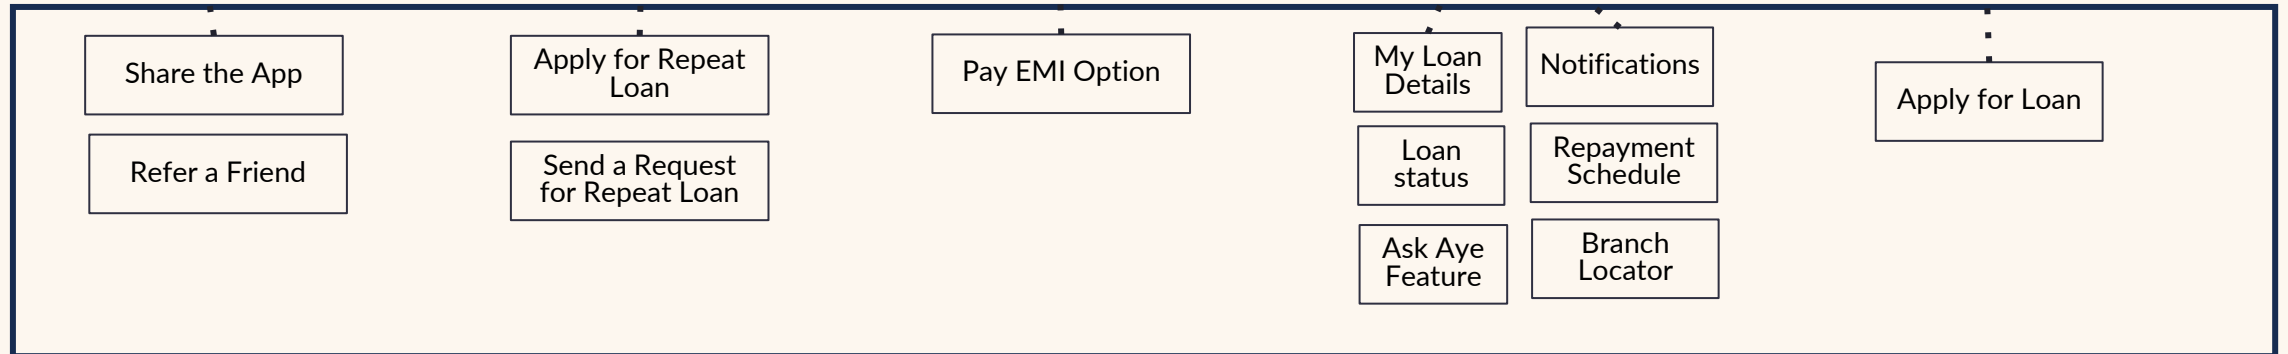 Share the App
Refer a Friend
Apply for Repeat
Loan
Send a Request
for Repeat Loan
Pay EMI Option
My Loan
Details
Loan
status
Ask Aye
Feature
Notifications
Repayment
Schedule
Branch
Locator
Apply for Loan